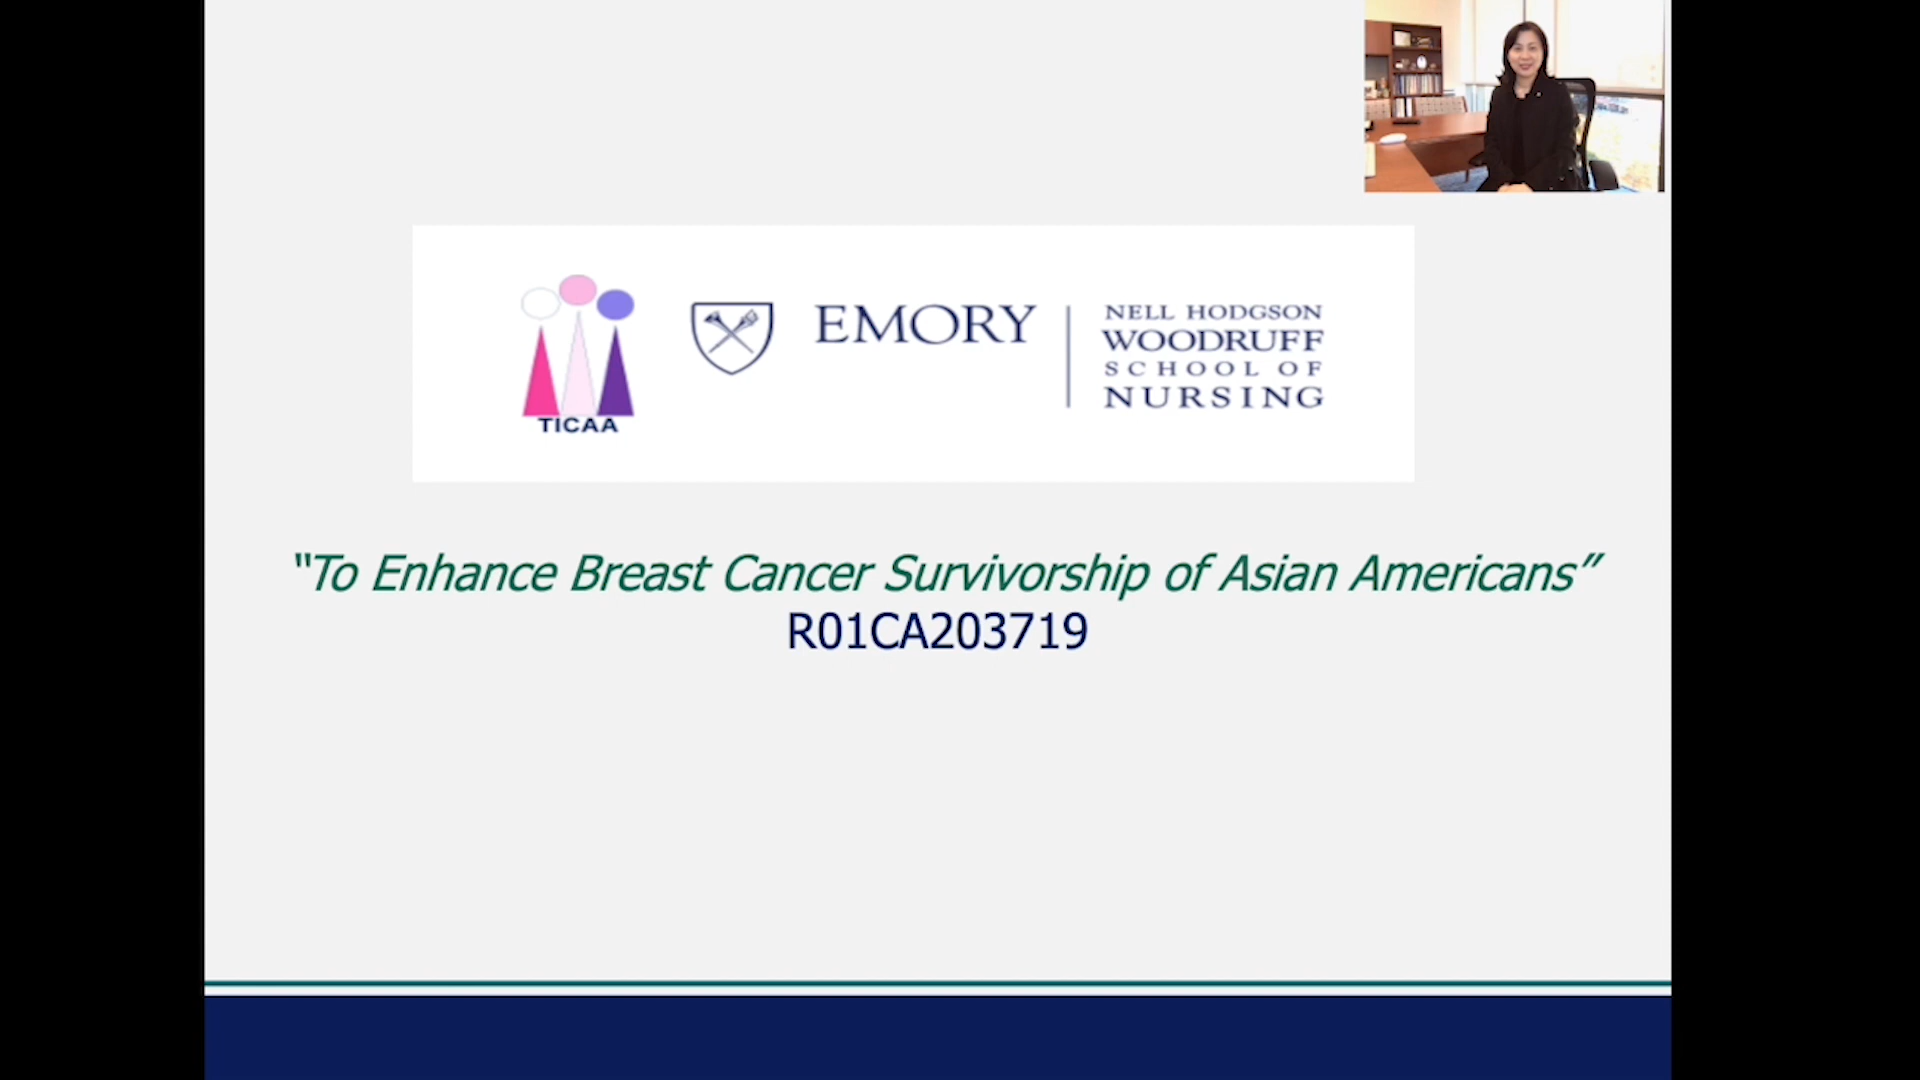 TICAA
EMORY
NELL HODGSON
WOODRUFF
SCHOOL OF
NURSING
“To Enhance Breast Cancer Survivorship of Asian Americans”
R01CA203719